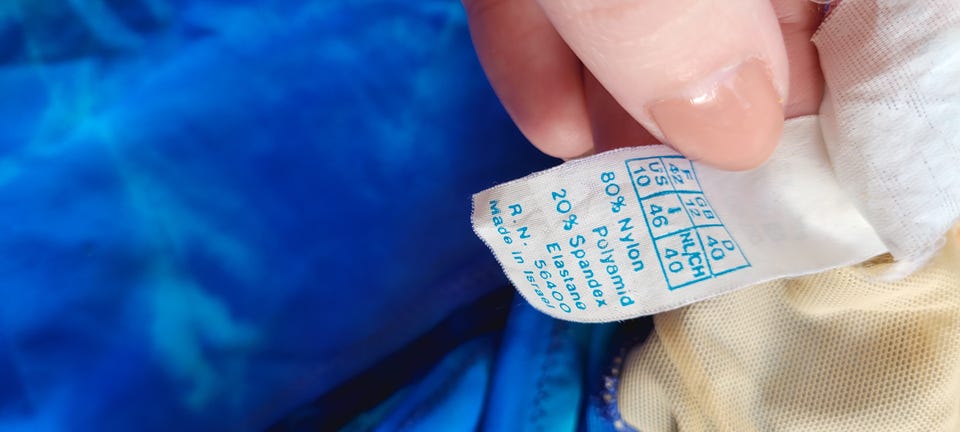 F GB D
42 12 40
US I NL/CH
10 46 40
80% Nylon
Polyamid
20% Spandex
Elastane
R. N. 56400
Made in Israel